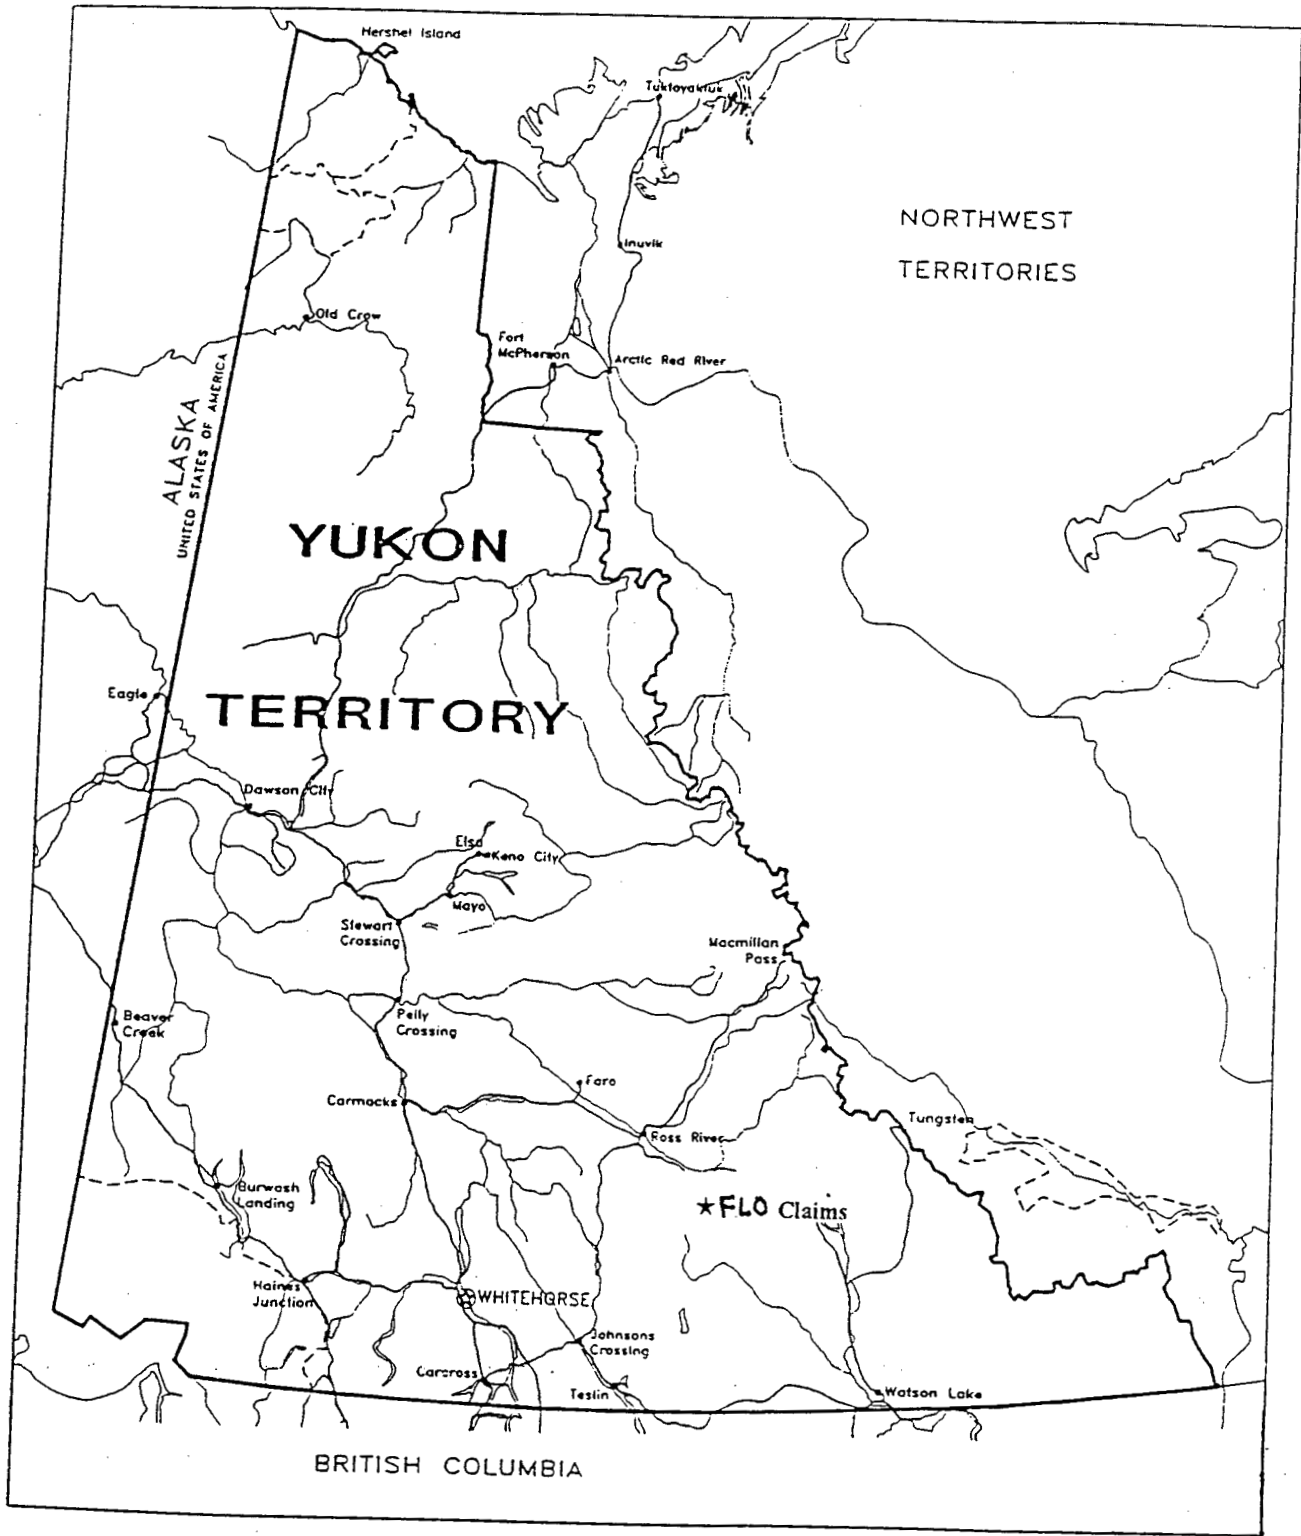 Hershel Island
Tuktoyaktuk
NORTHWEST
TERRITORIES
Inuvik
Old Crow
Fort
McPherson
Arctic Red River
ALASKA
UNITED STATES OF AMERICA
YUKON
TERRITORY
Eagle
Dawson City
Elsa
Keno City
Mayo
Stewart
Crossing
Macmillan
Pass
Beaver
Creek
Pelly
Crossing
Faro
Carmacks
Ross River
Tungsten
Burwash
Landing
★FLO Claims
Haines
Junction
WHITEHORSE
Johnsons
Crossing
Carcross
Teslin
Watson Lake
BRITISH COLUMBIA